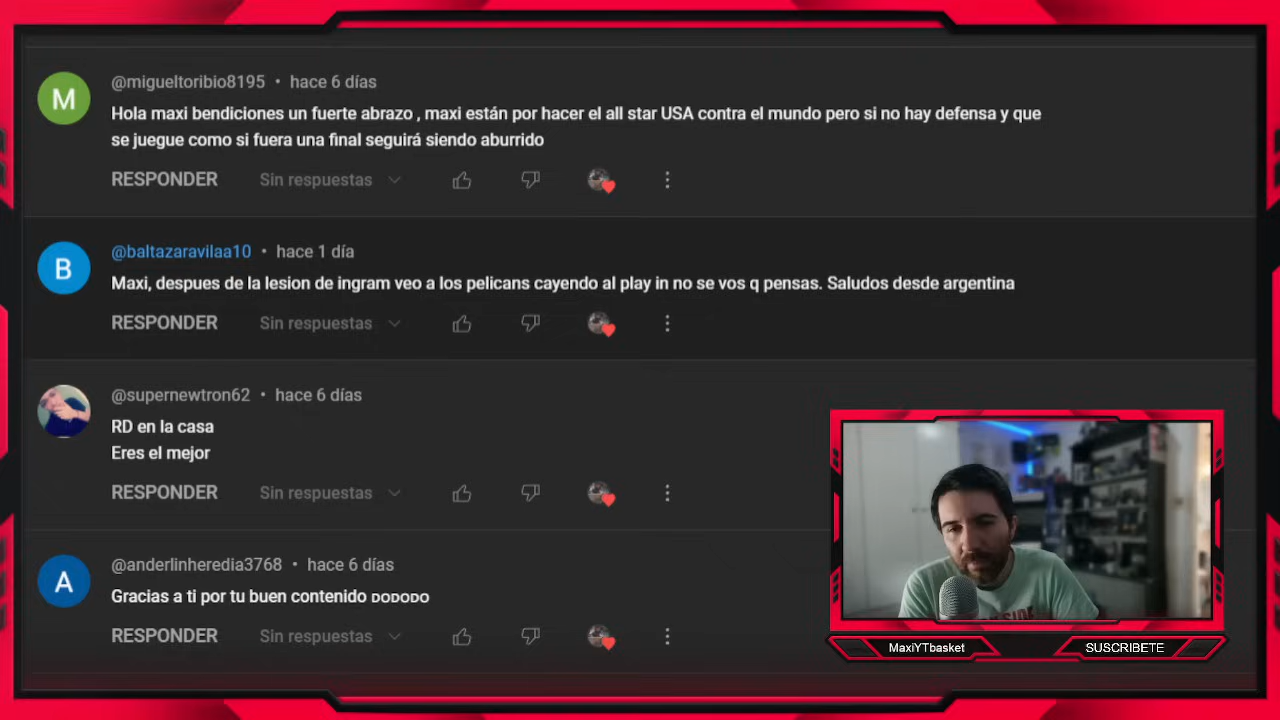 M
@migueltoribio8195 • hace 6 días
Hola maxi bendiciones un fuerte abrazo , maxi están por hacer el all star USA contra el mundo pero si no hay defensa y que
se juegue como si fuera una final seguirá siendo aburrido
RESPONDER Sin respuestas
B
@baltazaravilaa10 • hace 1 día
Maxi, despues de la lesion de ingram veo a los pelicans cayendo al play in no se vos q pensas. Saludos desde argentina
RESPONDER Sin respuestas
@supernewtron62 • hace 6 días
RD en la casa
Eres el mejor
RESPONDER Sin respuestas
A
@anderlinheredia3768 • hace 6 días
Gracias a ti por tu buen contenido ᴅᴏᴅᴏᴅᴏ
RESPONDER Sin respuestas
MaxiYTbasket
SUSCRIBETE